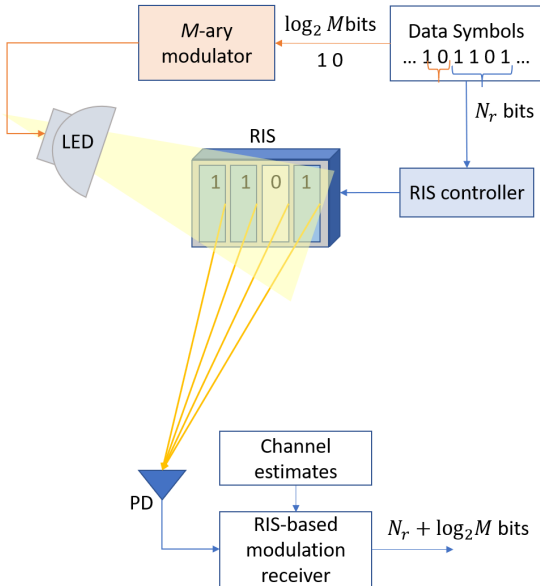 M-ary
modulator
log₂ M bits
1 0
Data Symbols
... 1 0 1 1 0 1 ...
Nᵣ bits
LED
RIS
1 1 0 1
RIS controller
Channel
estimates
PD
RIS-based
modulation
receiver
Nᵣ + log₂M bits